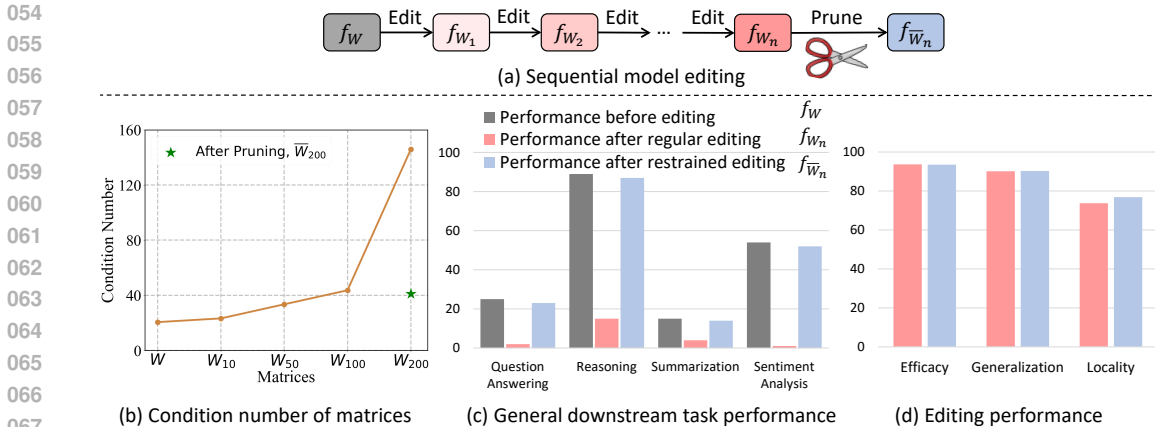 054
055
056
057
058
059
060
061
062
063
064
065
066
067
Edit Edit Edit Edit Prune
f_W f_{W_1} f_{W_2} ... f_{W_n} f_{\overline{W}_n}
(a) Sequential model editing
160
120
80
40
0
Condition Number
After Pruning, \overline{W}_{200}
W W_{10} W_{50} W_{100} W_{200}
Matrices
(b) Condition number of matrices
Performance before editing f_W
Performance after regular editing f_{W_n}
Performance after restrained editing f_{\overline{W}_n}
100
80
60
40
20
0
Question Answering
Reasoning
Summarization
Sentiment Analysis
(c) General downstream task performance
100
80
60
40
20
0
Efficacy Generalization Locality
(d) Editing performance